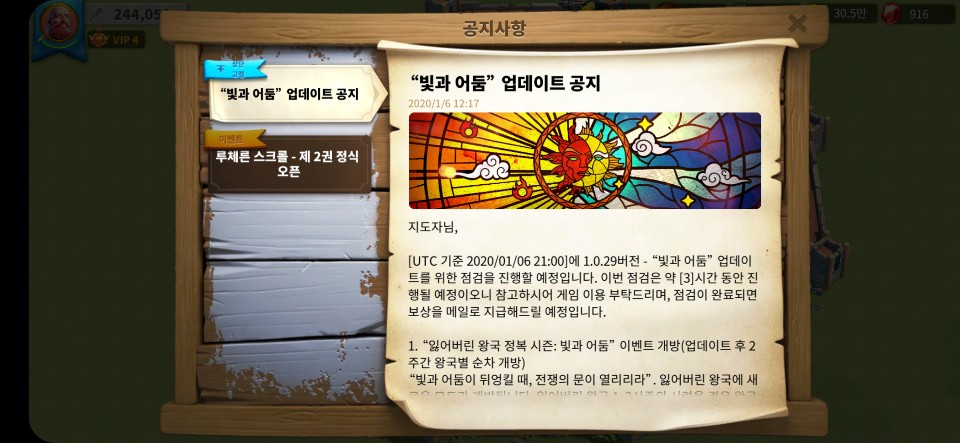 244,05
VIP 4
공지사항
30.5만
916
“빛과 어둠” 업데이트 공지
이벤트
루체른 스크롤 - 제 2권 정식
오픈
“빛과 어둠” 업데이트 공지
2020/1/6 12:17
지도자님,
[UTC 기준 2020/01/06 21:00]에 1.0.29버전 - “빛과 어둠” 업데이
트를 위한 점검을 진행할 예정입니다. 이번 점검은 약 [3]시간 동안 진
행될 예정이오니 참고하시어 게임 이용 부탁드리며, 점검이 완료되면
보상을 메일로 지급해드릴 예정입니다.
1. “잃어버린 왕국 정복 시즌: 빛과 어둠” 이벤트 개방(업데이트 후 2
주간 왕국별 순차 개방)
“빛과 어둠이 뒤엉킬 때, 전쟁의 문이 열리리라”. 잃어버린 왕국에 새